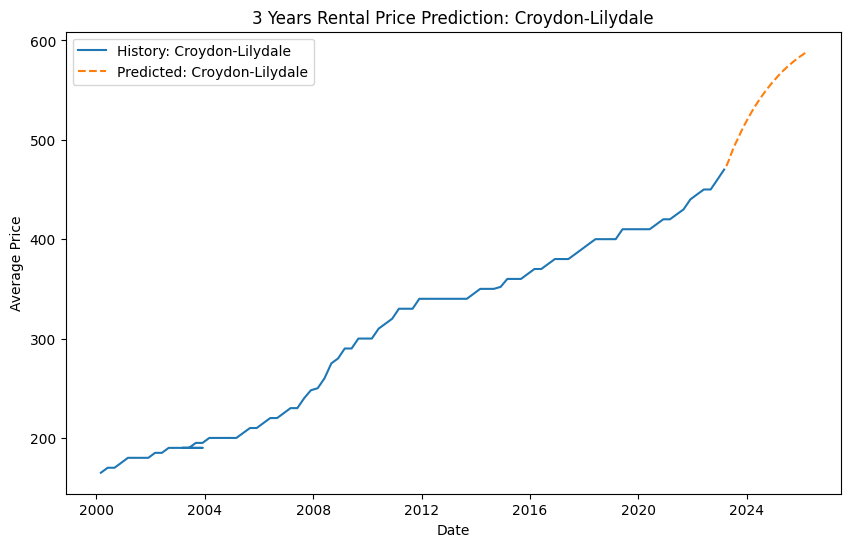 3 Years Rental Price Prediction: Croydon-Lilydale
History: Croydon-Lilydale
Predicted: Croydon-Lilydale
600
500
400
300
200
Average Price
2000 2004 2008 2012 2016 2020 2024
Date